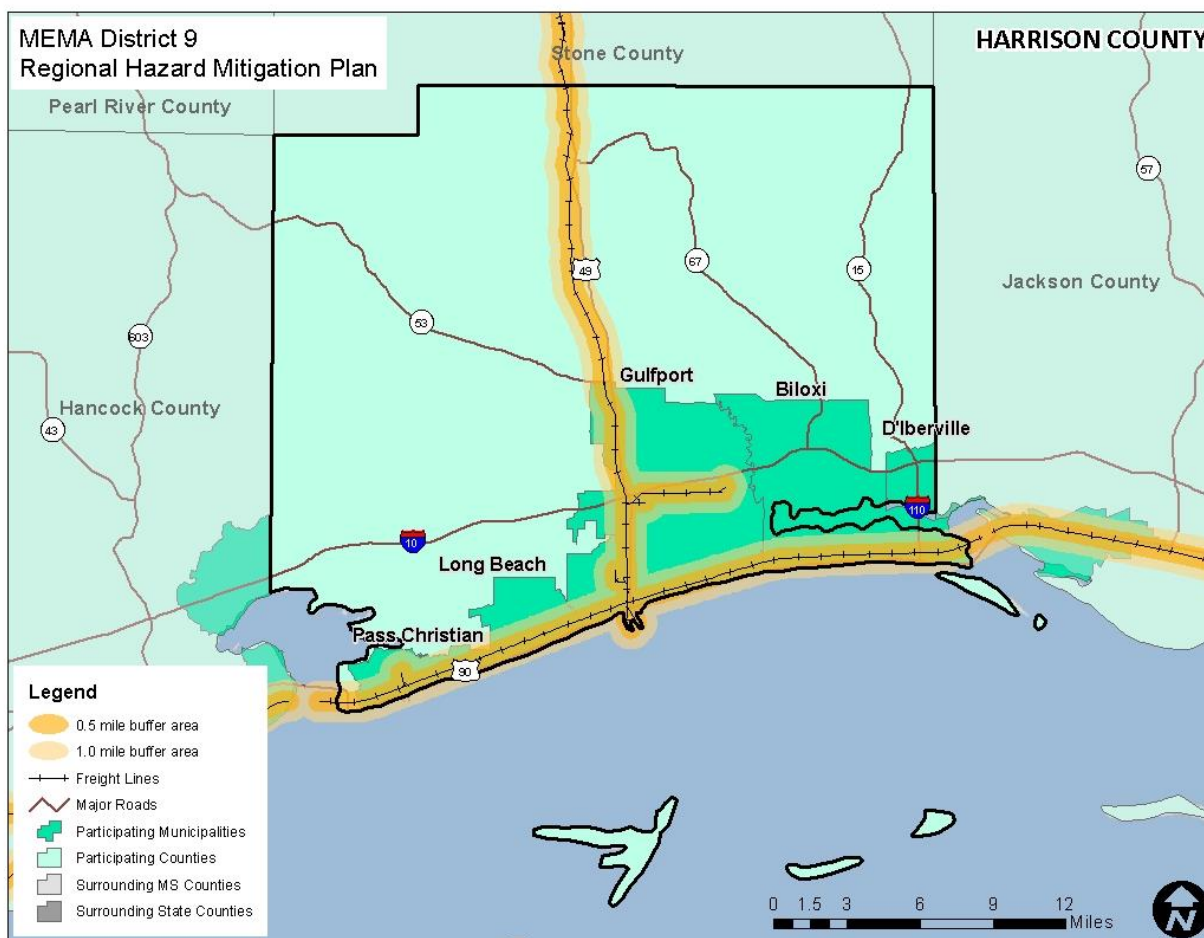 MEMA District 9
Regional Hazard Mitigation Plan
HARRISON COUNTY
Stone County
Pearl River County
57
49
67
15
Jackson County
603
53
Gulfport
Biloxi
Hancock County
43
D'Iberville
110
10
Long Beach
Pass Christian
90
Legend
0.5 mile buffer area
1.0 mile buffer area
Freight Lines
Major Roads
Participating Municipalities
Participating Counties
Surrounding MS Counties
Surrounding State Counties
0 1.5 3 6 9 12
Miles
N